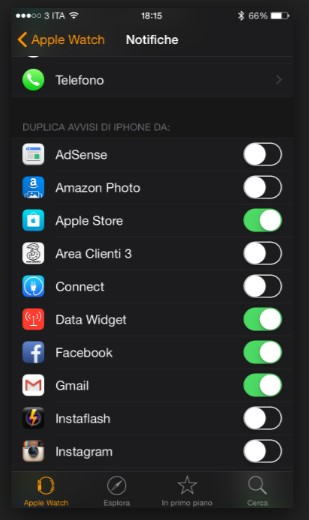 3 ITA 18:15 66%
Apple Watch Notifiche
Telefono
DUPLICA AVVISI DI IPHONE DA:
AdSense
Amazon Photo
Apple Store
Area Clienti 3
Connect
Data Widget
Facebook
Gmail
Instaflash
Instagram
Apple Watch Esplora In primo piano Cerca